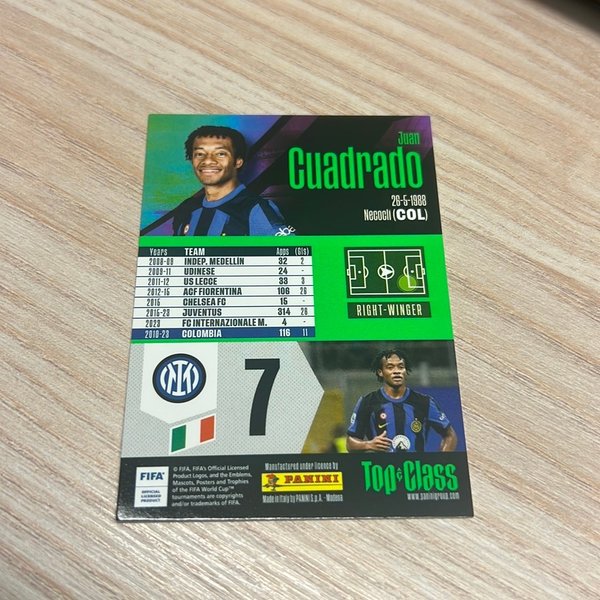 Juan
Cuadrado
26-5-1988
Necoclí (COL)
Years TEAM Apps (Gls)
2008-09 INDEP. MEDELLÍN 32 2
2009-11 UDINESE 24 -
2011-12 US LECCE 33 3
2012-15 ACF FIORENTINA 106 26
2015 CHELSEA FC 15 -
2015-23 JUVENTUS 314 26
2023 FC INTERNAZIONALE M. 4 -
2010-23 COLOMBIA 116 11
RIGHT-WINGER
7
FIFA®
OFFICIAL
LICENSED
PRODUCT
© FIFA, FIFA's Official Licensed
Product Logos, and the Emblems,
Mascots, Posters and Trophies
of the FIFA World Cup™
tournaments are copyrights
and/or trademarks of FIFA.
Manufactured under licence by
PANINI
Made in Italy by PANINI S.p.A. - Modena
Top & Class
www.paninigroup.com